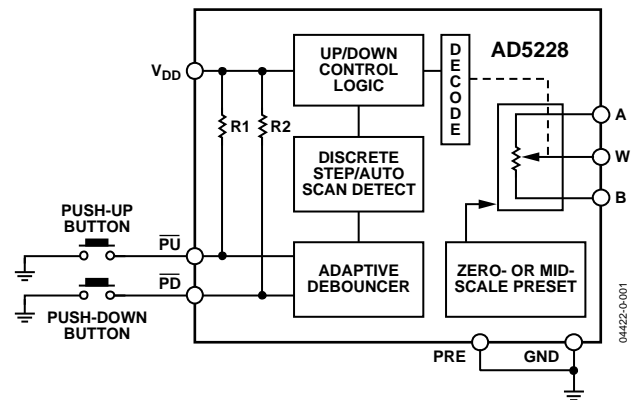 UP/DOWN
CONTROL
LOGIC
D
E
C
O
D
E
AD5228
VDD
R1
R2
A
W
B
DISCRETE
STEP/AUTO
SCAN DETECT
PUSH-UP
BUTTON
PU
PD
PUSH-DOWN
BUTTON
ADAPTIVE
DEBOUNCER
ZERO- OR MID-
SCALE PRESET
PRE
GND
04422-0-001